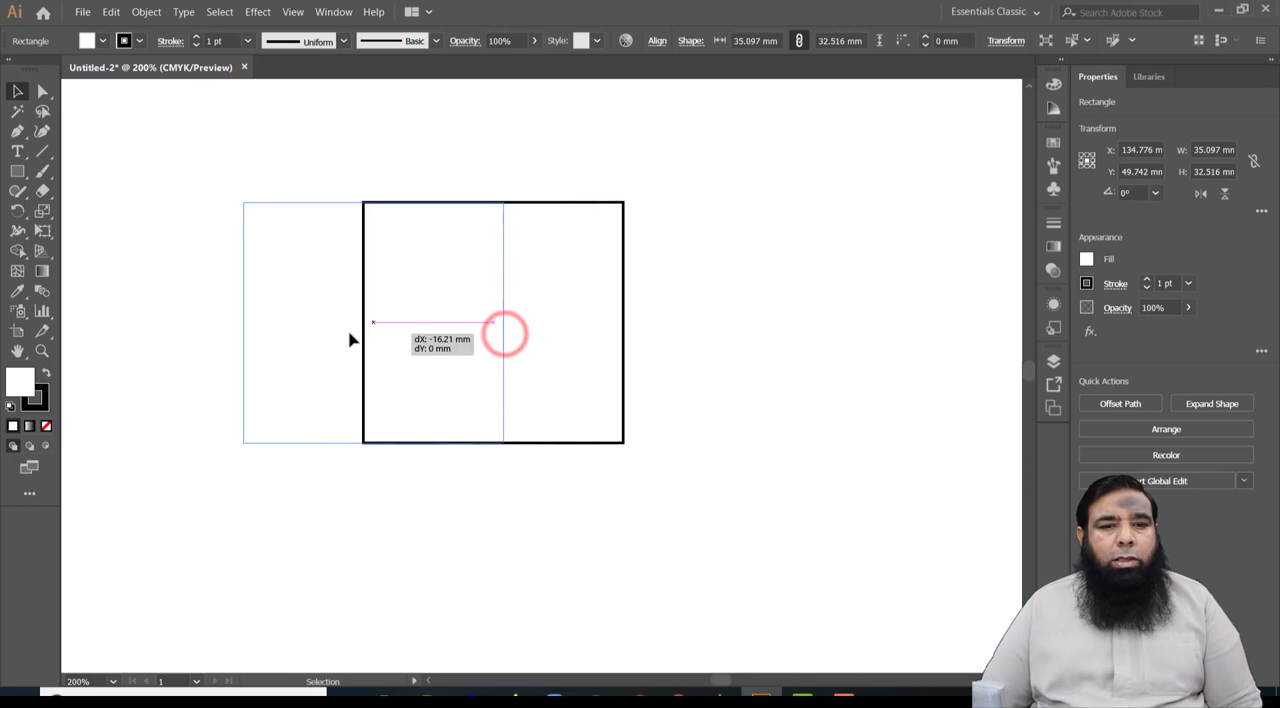 Ai File Edit Object Type Select Effect View Window Help Essentials Classic Search Adobe Stock
Rectangle Stroke: 1 pt Uniform Basic Opacity: 100% Style: Align Shape: 35.097 mm 32.516 mm 0 mm Transform
Untitled-2* @ 200% (CMYK/Preview) ×
Properties Libraries
Rectangle
Transform
X: 134.776 m W: 35.097 mn
Y: 49.742 mn H: 32.516 mn
0°
Appearance
Fill
Stroke 1 pt
Opacity 100%
fx
Quick Actions
Offset Path Expand Shape
Arrange
Recolor
rt Global Edit
dX: -16.21 mm
dY: 0 mm
200% 1 Selection